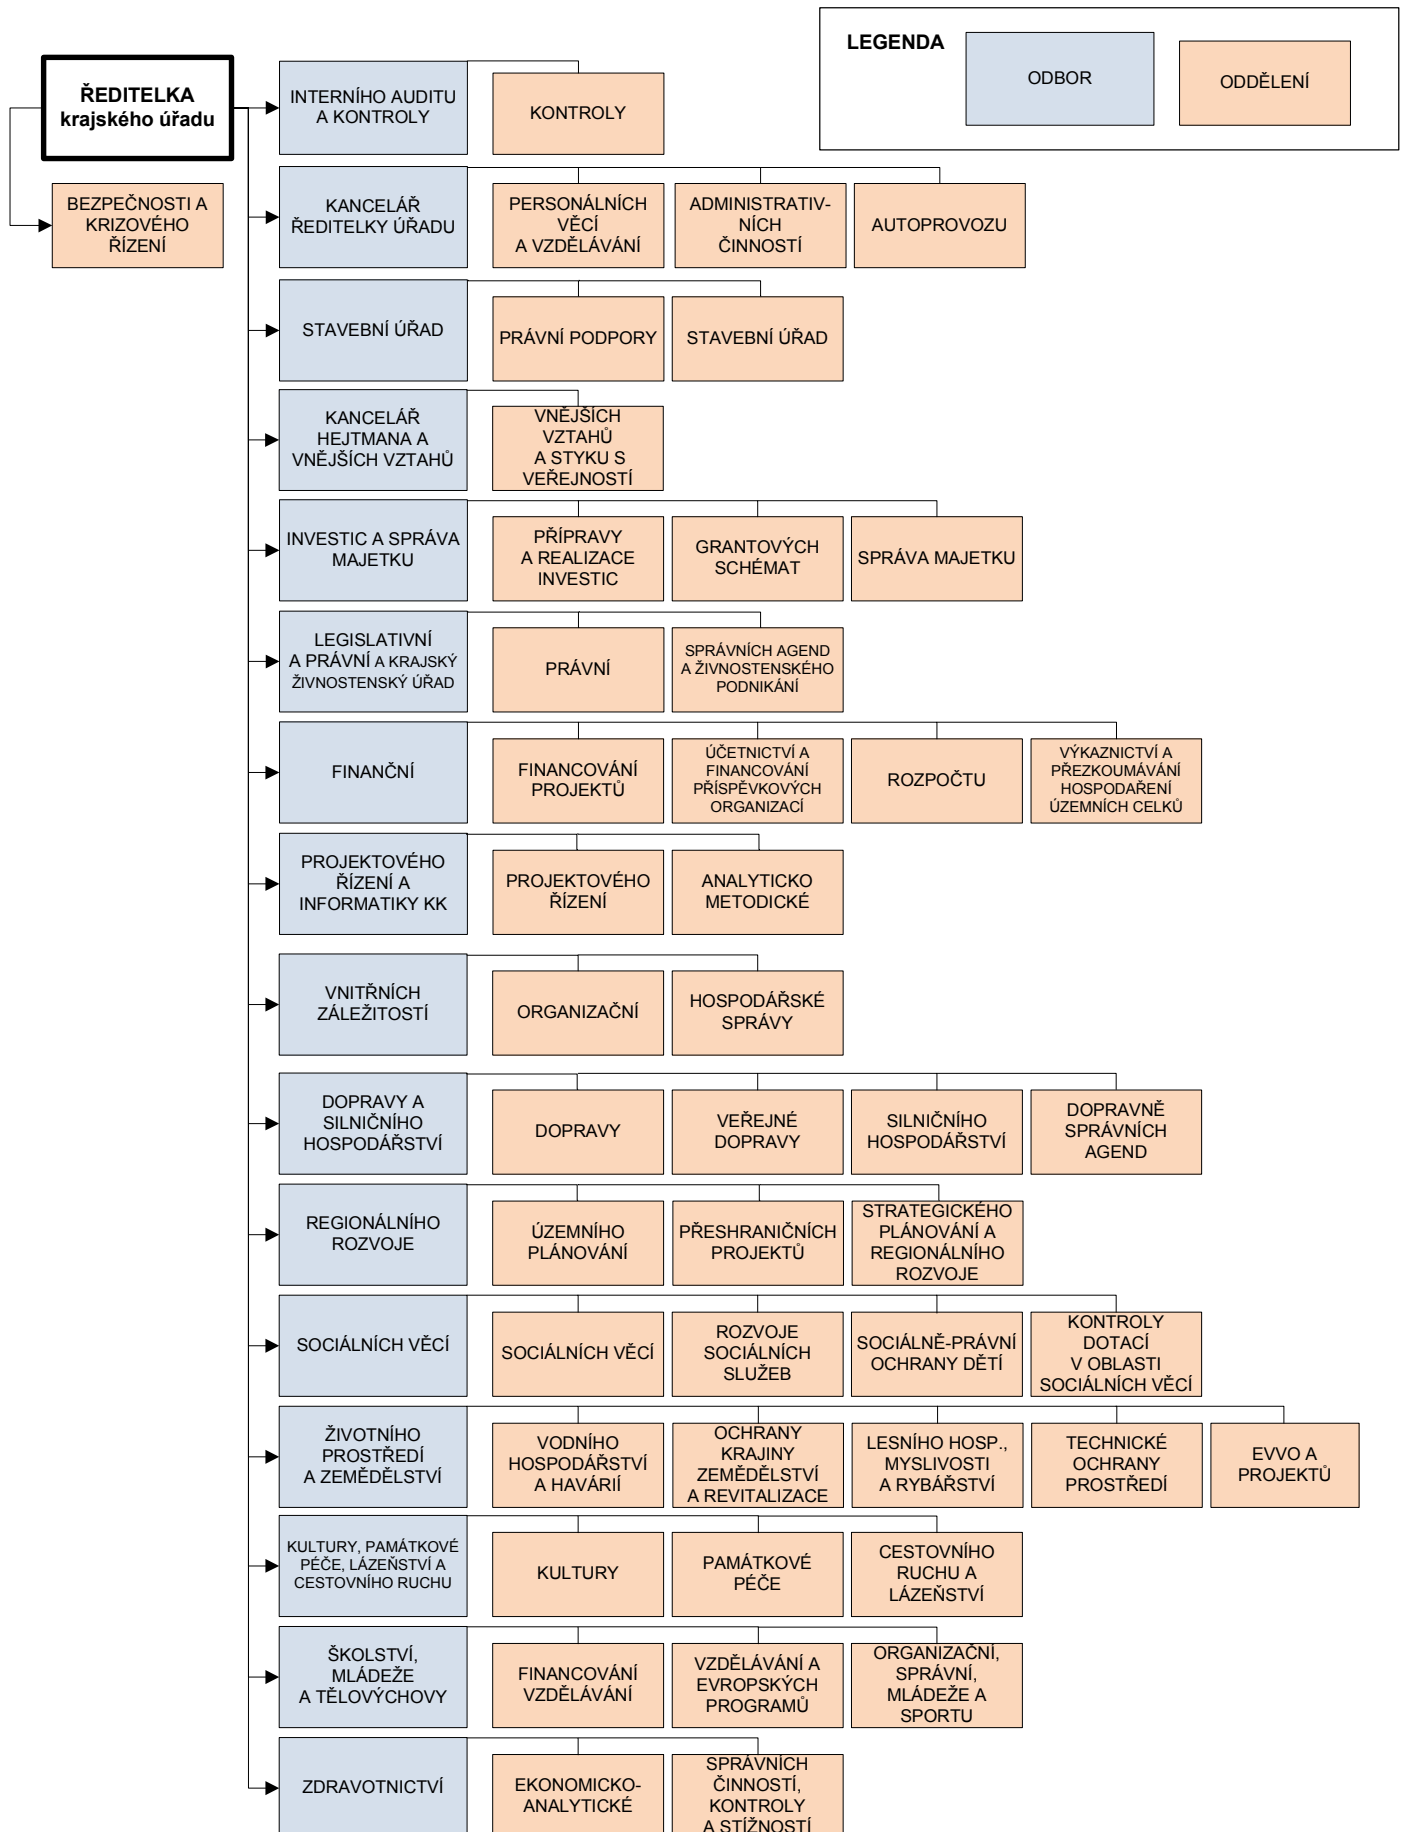 LEGENDA
ODBOR
ODDĚLENÍ
ŘEDITELKA
krajského úřadu
BEZPEČNOSTI A
KRIZOVÉHO
ŘÍZENÍ
INTERNÍHO AUDITU
A KONTROLY
KONTROLY
KANCELÁŘ
ŘEDITELKY ÚŘADU
PERSONÁLNÍCH
VĚCÍ
A VZDĚLÁVÁNÍ
ADMINISTRATIV-
NÍCH
ČINNOSTÍ
AUTOPROVOZU
STAVEBNÍ ÚŘAD
PRÁVNÍ PODPORY
STAVEBNÍ ÚŘAD
KANCELÁŘ
HEJTMANA A
VNĚJŠÍCH VZTAHŮ
VNĚJŠÍCH
VZTAHŮ
A STYKU S
VEŘEJNOSTÍ
INVESTIC A SPRÁVA
MAJETKU
PŘÍPRAVY
A REALIZACE
INVESTIC
GRANTOVÝCH
SCHÉMAT
SPRÁVA MAJETKU
LEGISLATIVNÍ
A PRÁVNÍ A KRAJSKÝ
ŽIVNOSTENSKÝ ÚŘAD
PRÁVNÍ
SPRÁVNÍCH AGEND
A ŽIVNOSTENSKÉHO
PODNIKÁNÍ
FINANČNÍ
FINANCOVÁNÍ
PROJEKTŮ
ÚČETNICTVÍ A
FINANCOVÁNÍ
PŘÍSPĚVKOVÝCH
ORGANIZACÍ
ROZPOČTU
VÝKAZNICTVÍ A
PŘEZKOUMÁVÁNÍ
HOSPODAŘENÍ
ÚZEMNÍCH CELKŮ
PROJEKTOVÉHO
ŘÍZENÍ A
INFORMATIKY KK
PROJEKTOVÉHO
ŘÍZENÍ
ANALYTICKO
METODICKÉ
VNITŘNÍCH
ZÁLEŽITOSTÍ
ORGANIZAČNÍ
HOSPODÁŘSKÉ
SPRÁVY
DOPRAVY A
SILNIČNÍHO
HOSPODÁŘSTVÍ
DOPRAVY
VEŘEJNÉ
DOPRAVY
SILNIČNÍHO
HOSPODÁŘSTVÍ
DOPRAVNĚ
SPRÁVNÍCH
AGEND
REGIONÁLNÍHO
ROZVOJE
ÚZEMNÍHO
PLÁNOVÁNÍ
PŘESHRANIČNÍCH
PROJEKTŮ
STRATEGICKÉHO
PLÁNOVÁNÍ A
REGIONÁLNÍHO
ROZVOJE
SOCIÁLNÍCH VĚCÍ
SOCIÁLNÍCH VĚCÍ
ROZVOJE
SOCIÁLNÍCH
SLUŽEB
SOCIÁLNĚ-PRÁVNÍ
OCHRANY DĚTÍ
KONTROLY
DOTACÍ
V OBLASTI
SOCIÁLNÍCH VĚCÍ
ŽIVOTNÍHO
PROSTŘEDÍ
A ZEMĚDĚLSTVÍ
VODNÍHO
HOSPODÁŘSTVÍ
A HAVÁRIÍ
OCHRANY
KRAJINY
ZEMĚDĚLSTVÍ
A REVITALIZACE
LESNÍHO HOSP.,
MYSLIVOSTI
A RYBÁŘSTVÍ
TECHNICKÉ
OCHRANY
PROSTŘEDÍ
EVVO A
PROJEKTŮ
KULTURY, PAMÁTKOVÉ
PÉČE, LÁZEŇSTVÍ A
CESTOVNÍHO RUCHU
KULTURY
PAMÁTKOVÉ
PÉČE
CESTOVNÍHO
RUCHU A
LÁZEŇSTVÍ
ŠKOLSTVÍ,
MLÁDEŽE
A TĚLOVÝCHOVY
FINANCOVÁNÍ
VZDĚLÁVÁNÍ
VZDĚLÁVÁNÍ A
EVROPSKÝCH
PROGRAMŮ
ORGANIZAČNÍ,
SPRÁVNÍ,
MLÁDEŽE A
SPORTU
ZDRAVOTNICTVÍ
EKONOMICKO-
ANALYTICKÉ
SPRÁVNÍCH
ČINNOSTÍ,
KONTROLY
A STÍŽNOSTÍ